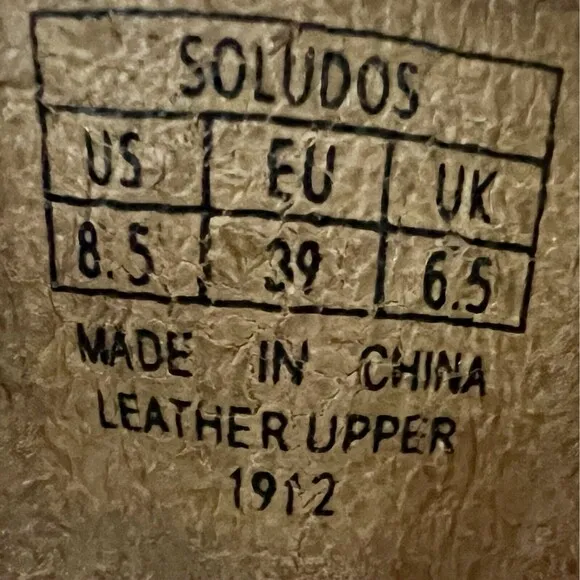 SOLUDOS
US EU UK
8.5 39 6.5
MADE IN CHINA
LEATHER UPPER
1912